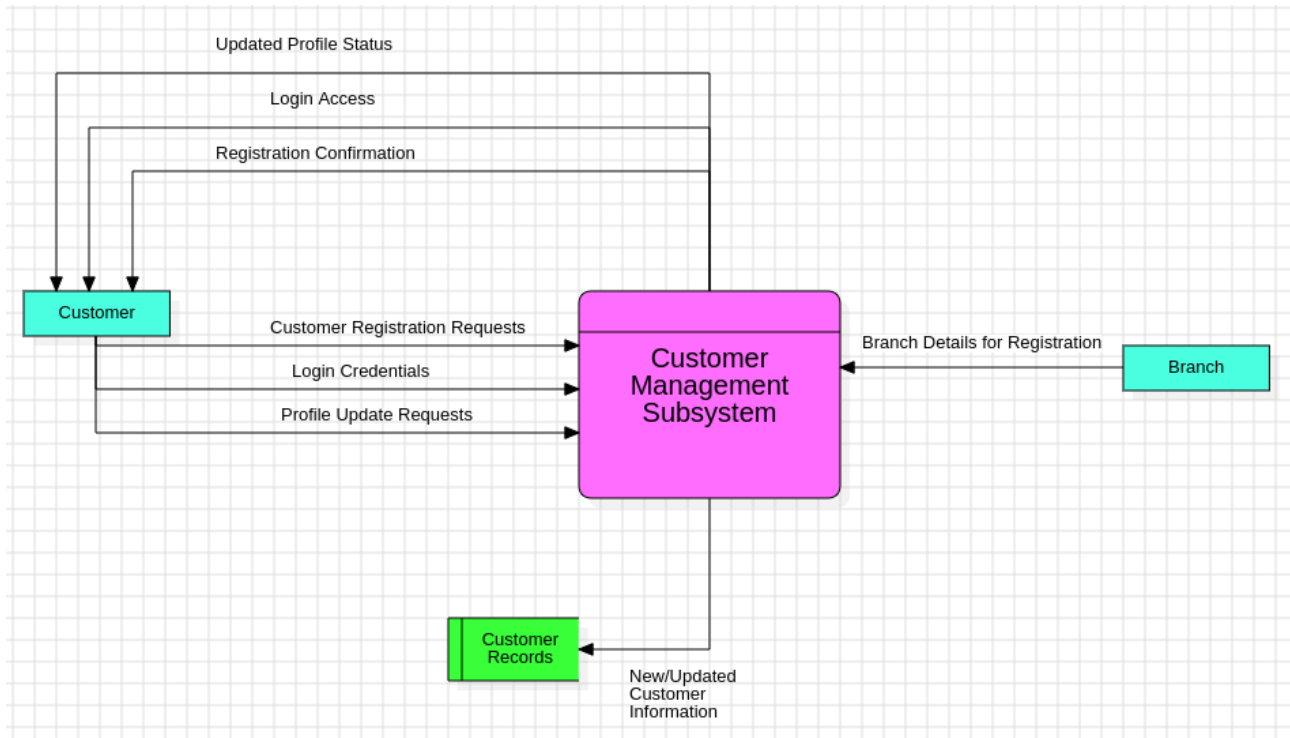 Updated Profile Status
Login Access
Registration Confirmation
Customer
Customer Registration Requests
Login Credentials
Profile Update Requests
Customer
Management
Subsystem
Branch Details for Registration
Branch
Customer
Records
New/Updated
Customer
Information